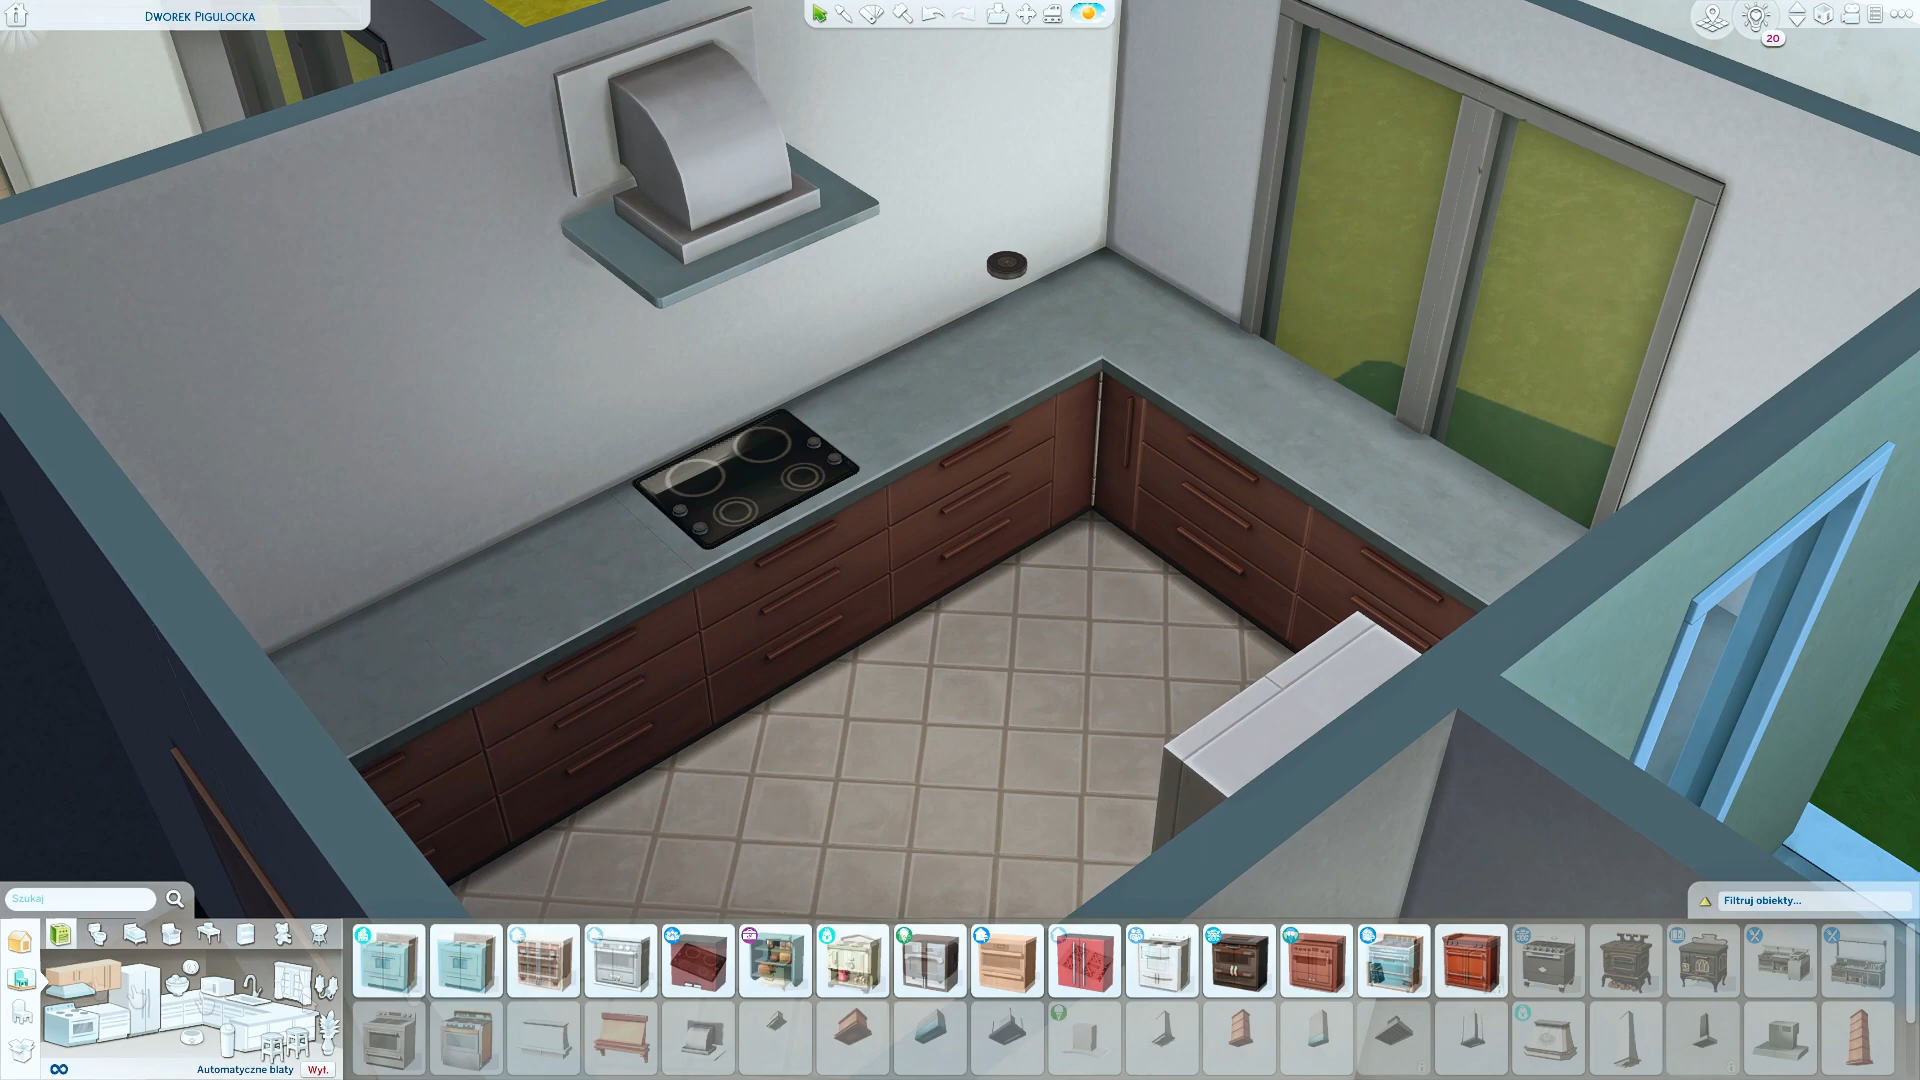 DWOREK PIGULOCKA
20
Szukaj
Filtruj obiekty...
Automatyczne blaty Wył.